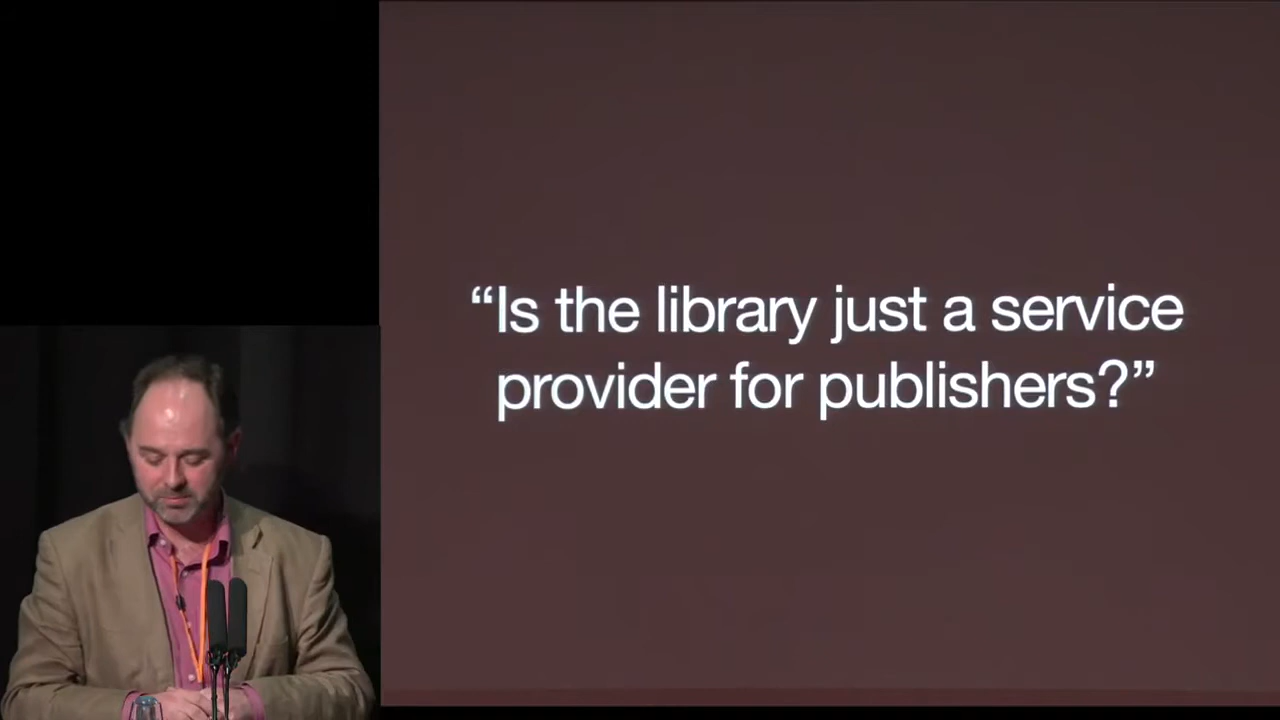 “Is the library just a service
provider for publishers?”